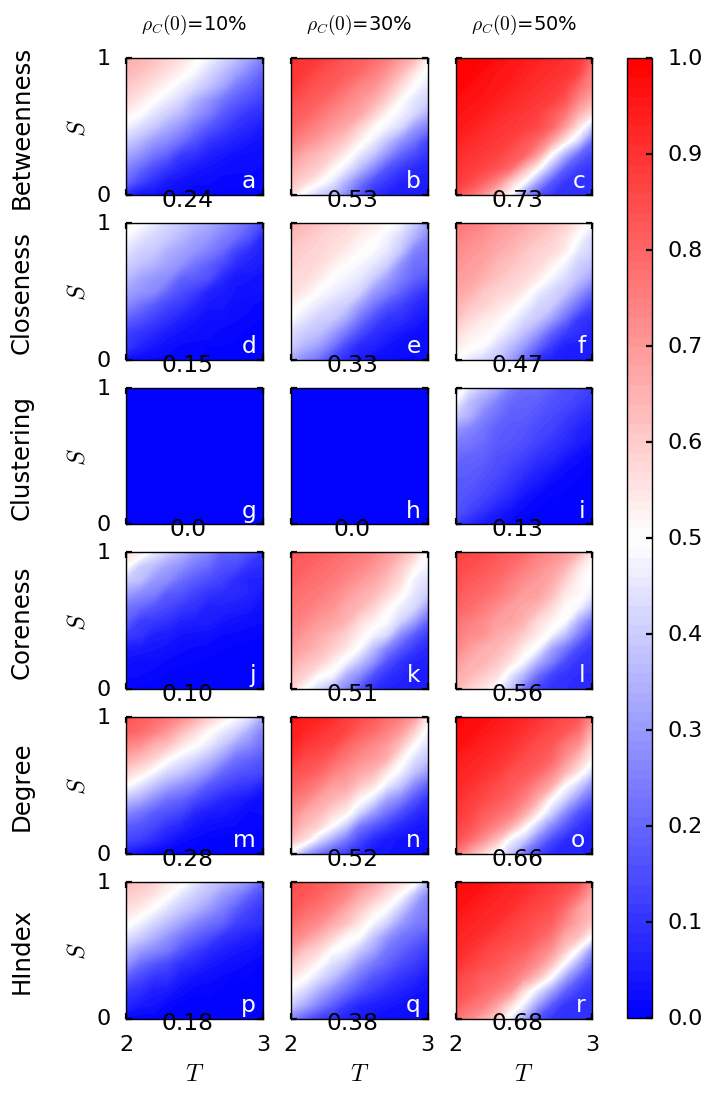 ρC(0)=10% ρC(0)=30% ρC(0)=50%
Betweenness S 1 0 a b c
0.24 0.53 0.73
Closeness S 1 0 d e f
0.15 0.33 0.47
Clustering S 1 0 g h i
0.0 0.0 0.13
Coreness S 1 0 j k l
0.10 0.51 0.56
Degree S 1 0 m n o
0.28 0.52 0.66
HIndex S 1 0 p q r
0.18 0.38 0.68
2 3 2 3 2 3
T T T
1.0
0.9
0.8
0.7
0.6
0.5
0.4
0.3
0.2
0.1
0.0